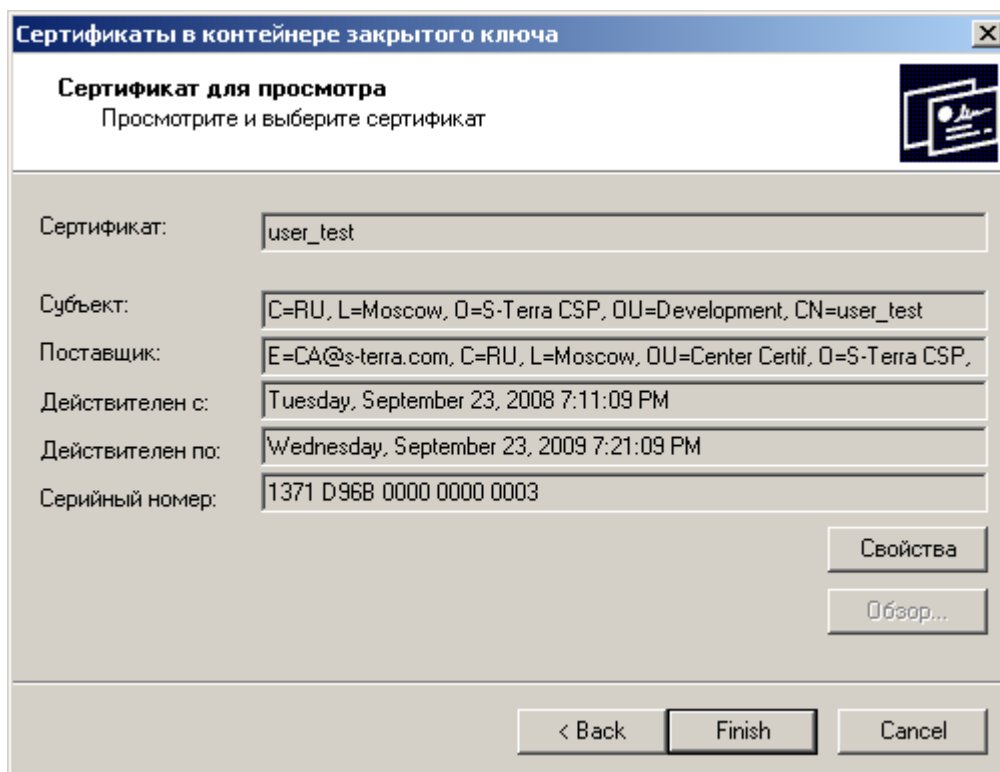 Сертификаты в контейнере закрытого ключа
Сертификат для просмотра
Просмотрите и выберите сертификат
Сертификат: user_test
Субъект: C=RU, L=Moscow, O=S-Terra CSP, OU=Development, CN=user_test
Поставщик: E=CA@s-terra.com, C=RU, L=Moscow, OU=Center Certif, O=S-Terra CSP,
Действителен с: Tuesday, September 23, 2008 7:11:09 PM
Действителен по: Wednesday, September 23, 2009 7:21:09 PM
Серийный номер: 1371 D96B 0000 0000 0003
Свойства
Обзор...
< Back Finish Cancel